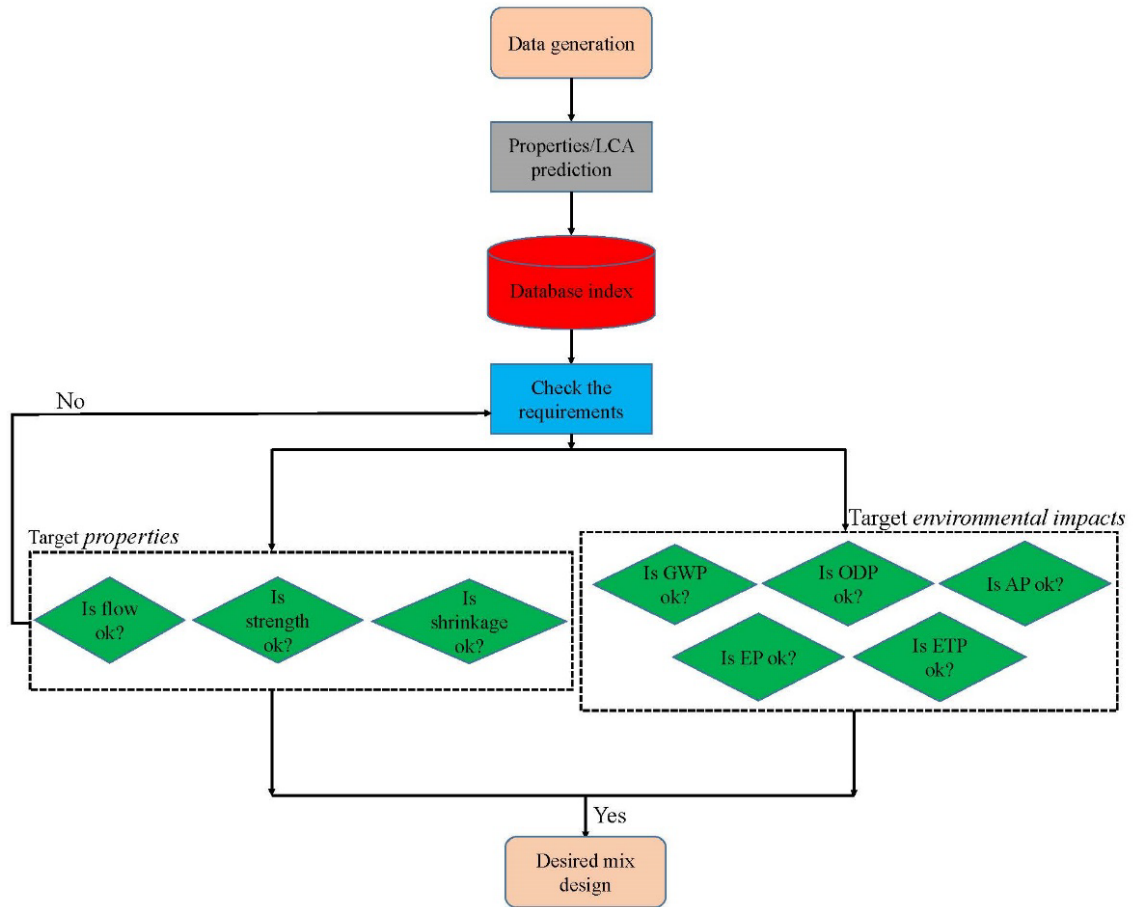 Data generation
Properties/LCA
prediction
Database index
Check the
requirements
No
Target properties
Is flow
ok?
Is
strength
ok?
Is
shrinkage
ok?
Target environmental impacts
Is GWP
ok?
Is ODP
ok?
Is AP ok?
Is EP ok?
Is ETP
ok?
Yes
Desired mix
design